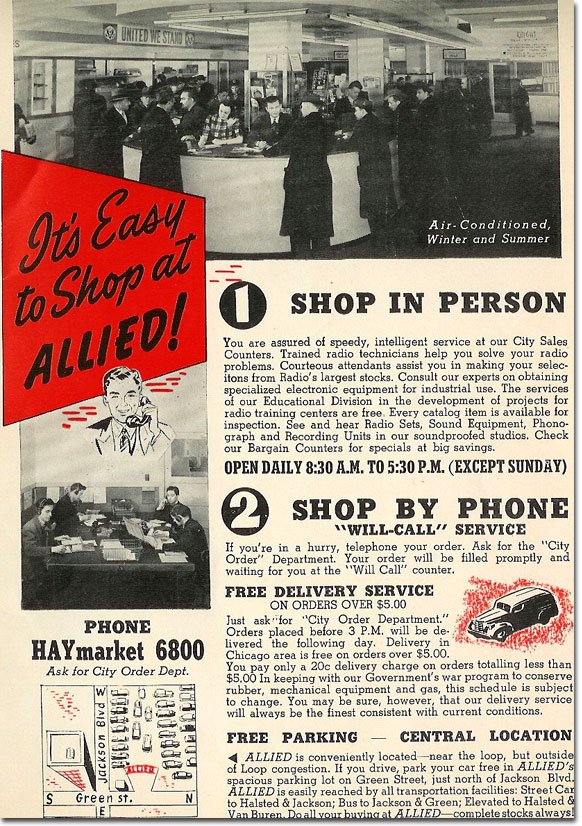 UNITED WE STAND
Air-Conditioned,
Winter and Summer
It's Easy
to Shop at
ALLIED!
1 SHOP IN PERSON
You are assured of speedy, intelligent service at our City Sales
Counters. Trained radio technicians help you solve your radio
problems. Courteous attendants assist you in making your selec-
itons from Radio's largest stocks. Consult our experts on obtaining
specialized electronic equipment for industrial use. The services
of our Educational Division in the development of projects for
radio training centers are free. Every catalog item is available for
inspection. See and hear Radio Sets, Sound Equipment, Phono-
graph and Recording Units in our soundproofed studios. Check
our Bargain Counters for specials at big savings.
OPEN DAILY 8:30 A.M. TO 5:30 P.M. (EXCEPT SUNDAY)
2 SHOP BY PHONE
"WILL-CALL" SERVICE
If you're in a hurry, telephone your order. Ask for the "City
Order" Department. Your order will be filled promptly and
waiting for you at the "Will Call" counter.
FREE DELIVERY SERVICE
ON ORDERS OVER $5.00
Just ask for "City Order Department."
Orders placed before 3 P.M. will be de-
livered the following day. Delivery in
Chicago area is free on orders over $5.00.
You pay only a 20c delivery charge on orders totalling less than
$5.00 In keeping with our Government's war program to conserve
rubber, mechanical equipment and gas, this schedule is subject
to change. You may be sure, however, that our delivery service
will always be the finest consistent with current conditions.
PHONE
HAYmarket 6800
Ask for City Order Dept.
W
Jackson Blvd
ALLIED
S Green St. N
E
FREE PARKING — CENTRAL LOCATION
◀ ALLIED is conveniently located—near the loop, but outside
of Loop congestion. If you drive, park your car free in ALLIED's
spacious parking lot on Green Street, just north of Jackson Blvd.
ALLIED is easily reached by all transportation facilities: Street Car
to Halsted & Jackson; Bus to Jackson & Green; Elevated to Halsted &
Van Buren. Do all your buying at ALLIED—complete stocks always!